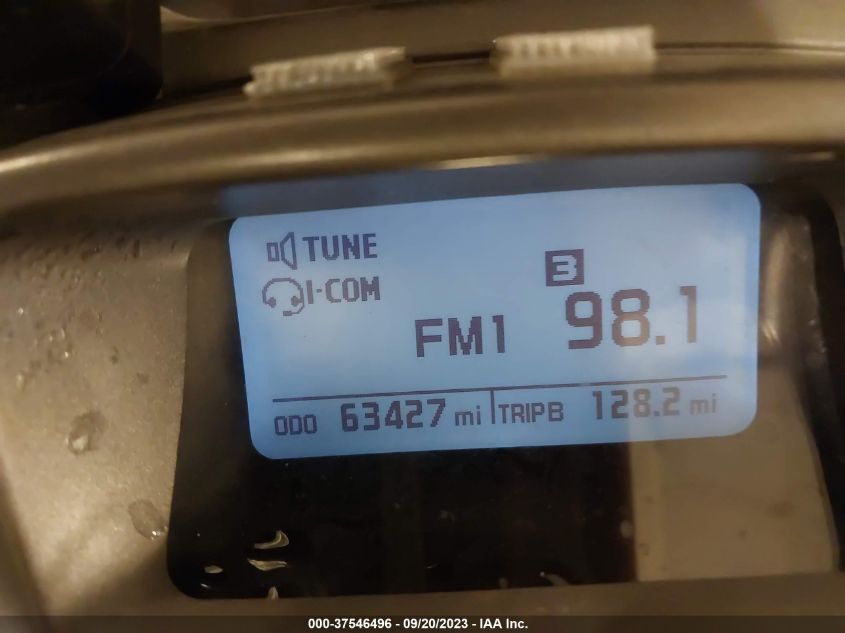 TUNE
I-COM
3
FM1 98.1
ODO 63427 mi TRIP B 128.2 mi
000-37546496 - 09/20/2023 - IAA Inc.